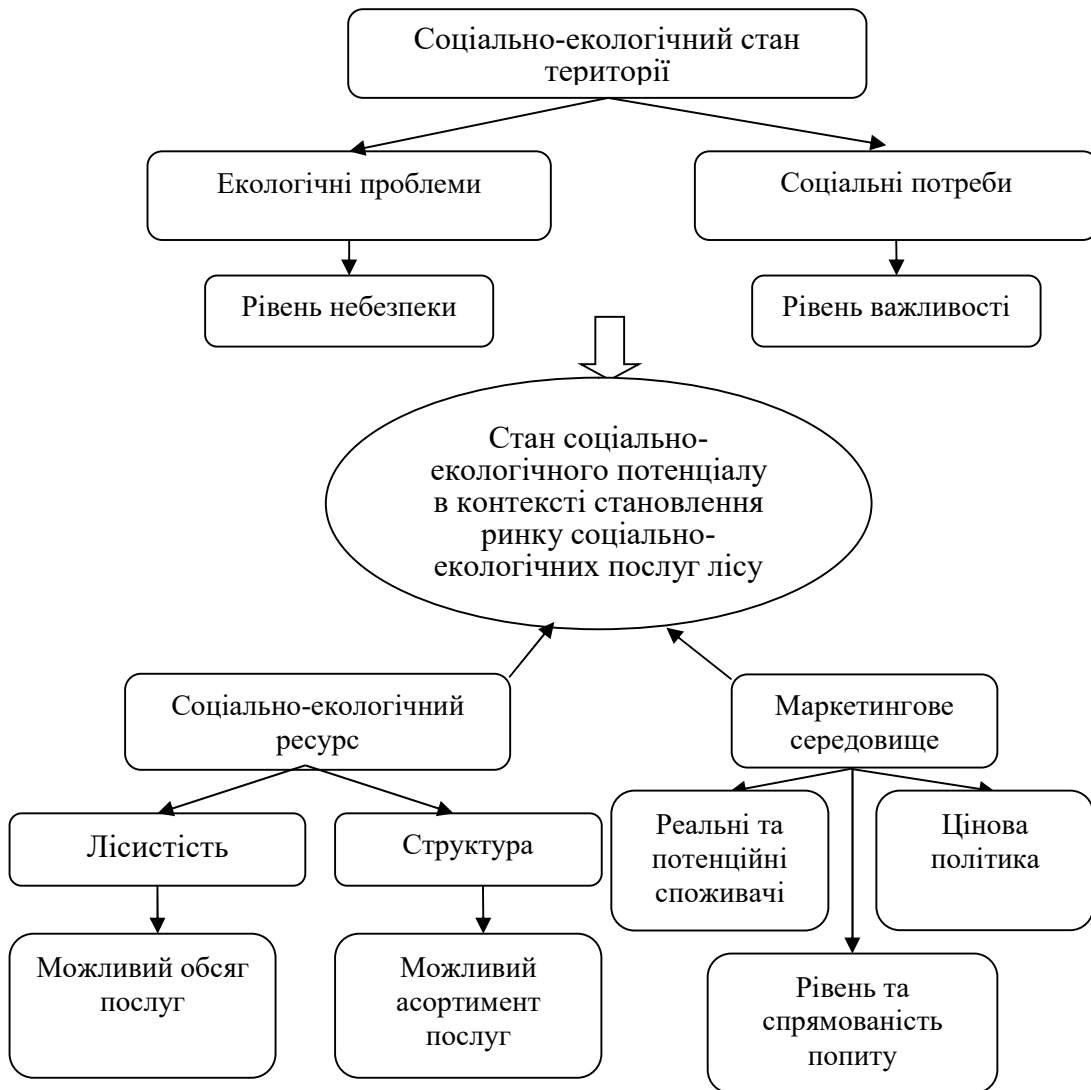 Соціально-екологічний стан
території
Екологічні проблеми
Соціальні потреби
Рівень небезпеки
Рівень важливості
Стан соціально-
екологічного потенціалу
в контексті становлення
ринку соціально-
екологічних послуг лісу
Соціально-екологічний
ресурс
Маркетингове
середовище
Лісистість
Структура
Реальні та
потенційні
споживачі
Цінова
політика
Можливий обсяг
послуг
Можливий
асортимент
послуг
Рівень та
спрямованість
попиту